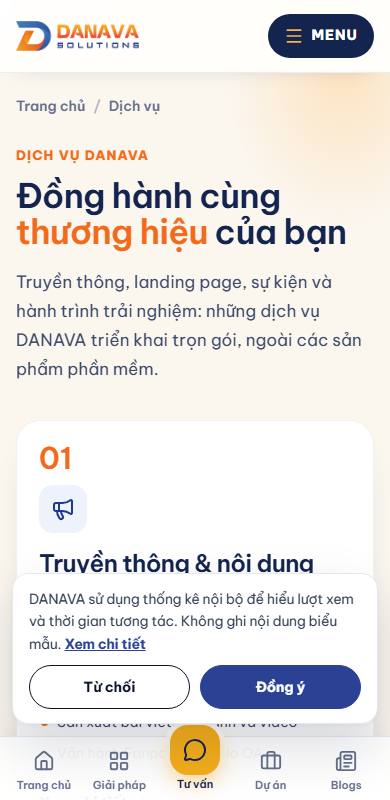 DANAVA
SOLUTIONS
MENU
Trang chủ / Dịch vụ
DỊCH VỤ DANAVA
Đồng hành cùng
thương hiệu của bạn
Truyền thông, landing page, sự kiện và
hành trình trải nghiệm: những dịch vụ
DANAVA triển khai trọn gói, ngoài các sản
phẩm phần mềm.
01
Truyền thông & nội dung
DANAVA sử dụng thống kê nội bộ để hiểu lượt xem
và thời gian tương tác. Không ghi nội dung biểu
mẫu. Xem chi tiết
Từ chối
Đồng ý
Sản xuất bài viết
Trang chủ
Giải pháp
Tư vấn
Dự án
Blogs